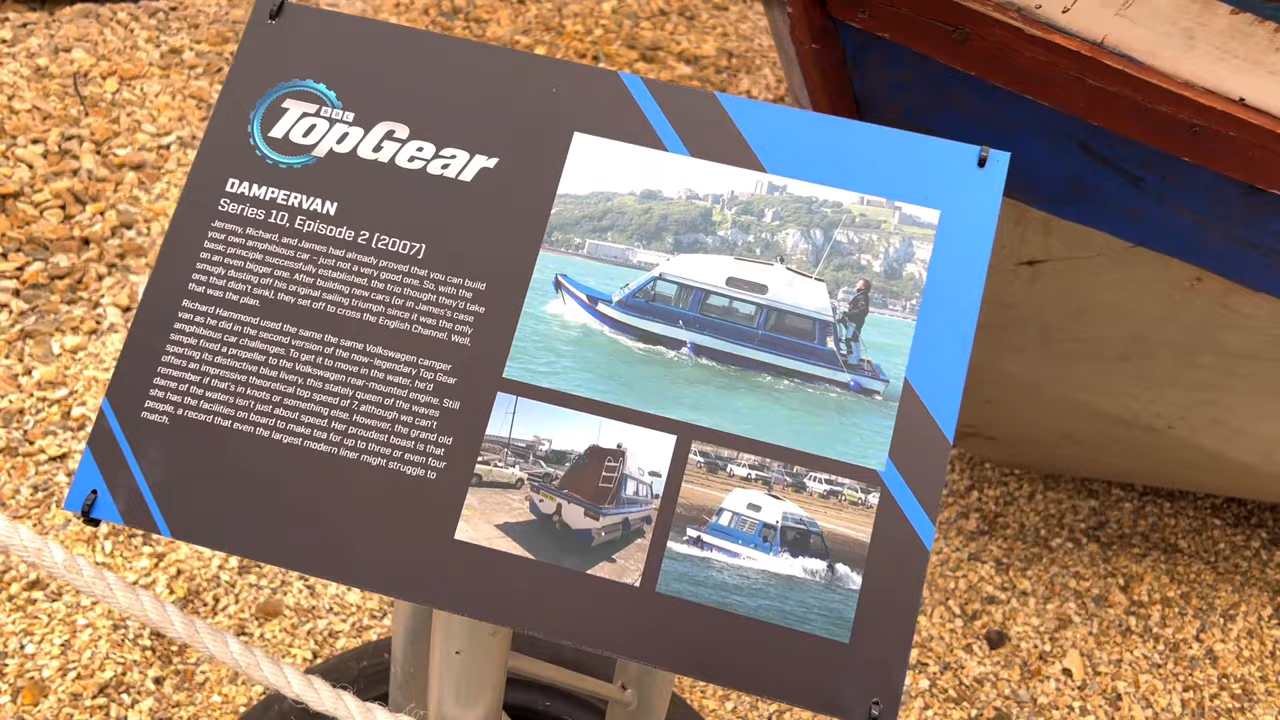 BBC
TopGear
DAMPERVAN
Series 10, Episode 2 (2007)
Jeremy, Richard, and James had already proved that you can build
your own amphibious car – just not a very good one. So, with the
basic principle successfully established, the trio thought they'd take
on an even bigger one. After building new cars (or in James's case
smugly dusting off his original sailing triumph since it was the only
one that didn't sink), they set off to cross the English Channel. Well,
that was the plan.
Richard Hammond used the same the same Volkswagen camper
van as he did in the second version of the now-legendary Top Gear
amphibious car challenges. To get it to move in the water, he'd
simple fixed a propeller to the Volkswagen rear-mounted engine. Still
sporting its distinctive blue livery, this stately queen of the waves
offers an impressive theoretical top speed of 7, although we can't
remember if that's in knots or something else. However, the grand old
dame of the waters isn't just about speed. Her proudest boast is that
she has the facilities on board to make tea for up to three or even four
people, a record that even the largest modern liner might struggle to
match.